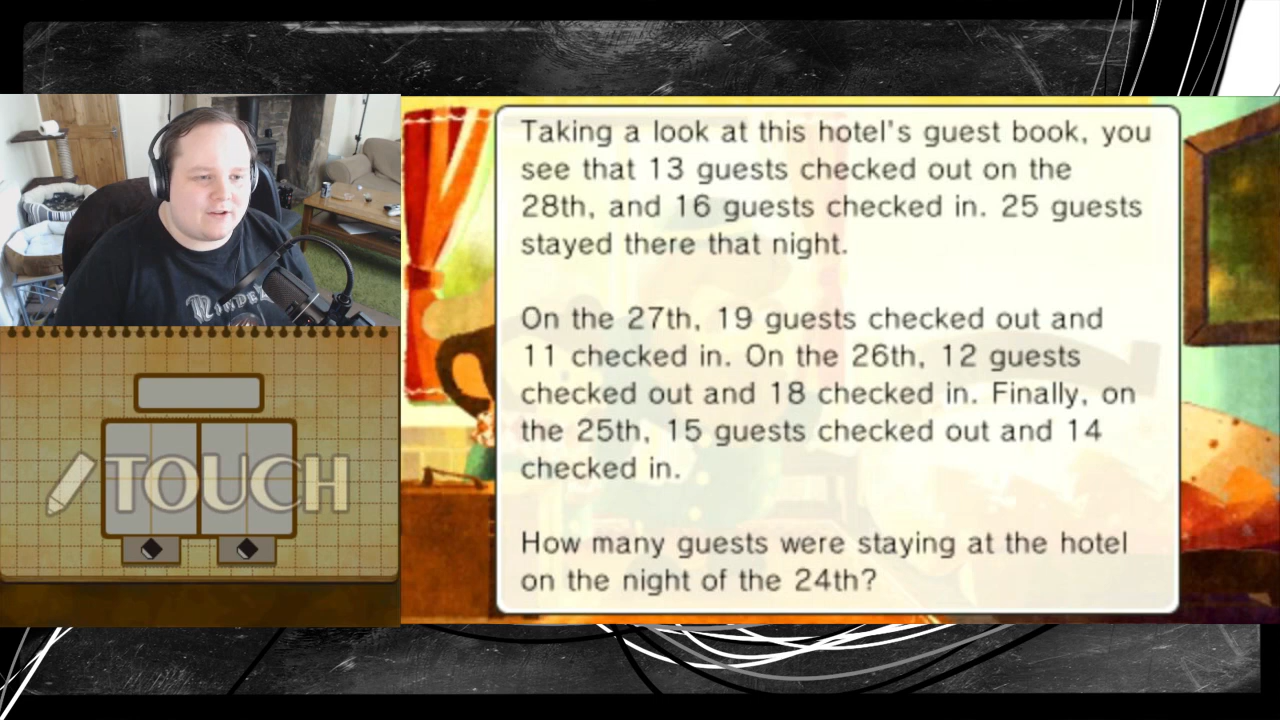 Taking a look at this hotel's guest book, you
see that 13 guests checked out on the
28th, and 16 guests checked in. 25 guests
stayed there that night.
On the 27th, 19 guests checked out and
11 checked in. On the 26th, 12 guests
checked out and 18 checked in. Finally, on
the 25th, 15 guests checked out and 14
checked in.
How many guests were staying at the hotel
on the night of the 24th?
TOUCH